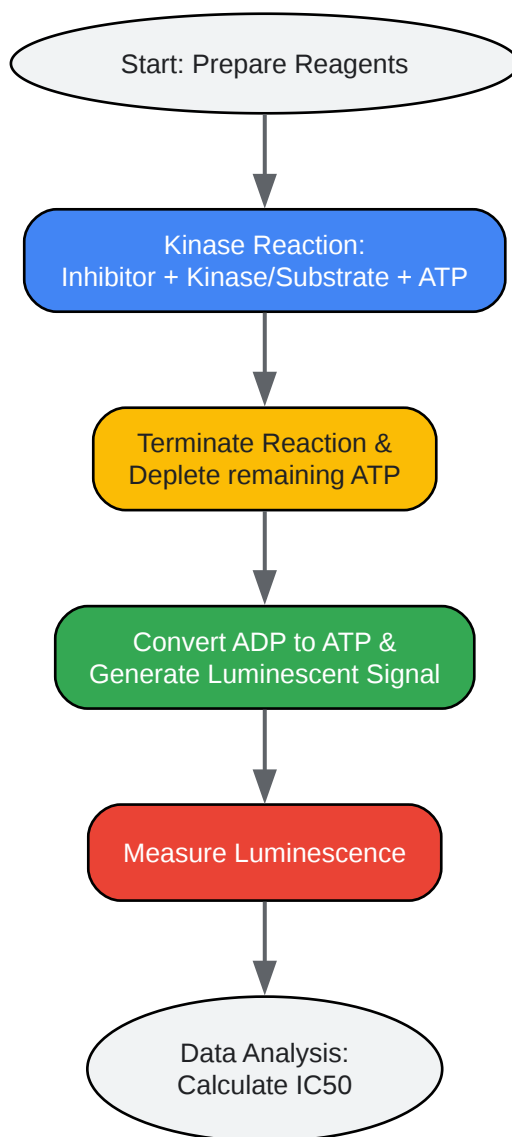 Start: Prepare Reagents
Kinase Reaction:
Inhibitor + Kinase/Substrate + ATP
Terminate Reaction &
Deplete remaining ATP
Convert ADP to ATP &
Generate Luminescent Signal
Measure Luminescence
Data Analysis:
Calculate IC50